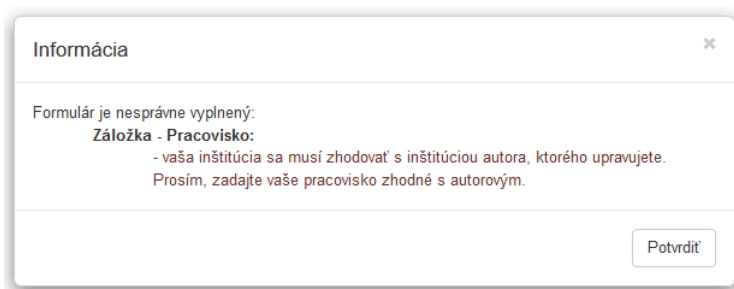 Informácia
×
Formulár je nesprávne vyplnený:
Záložka - Pracovisko:
- vaša inštitúcia sa musí zhodovať s inštitúciou autora, ktorého upravujete.
Prosím, zadajte vaše pracovisko zhodné s autorovým.
Potvrdiť